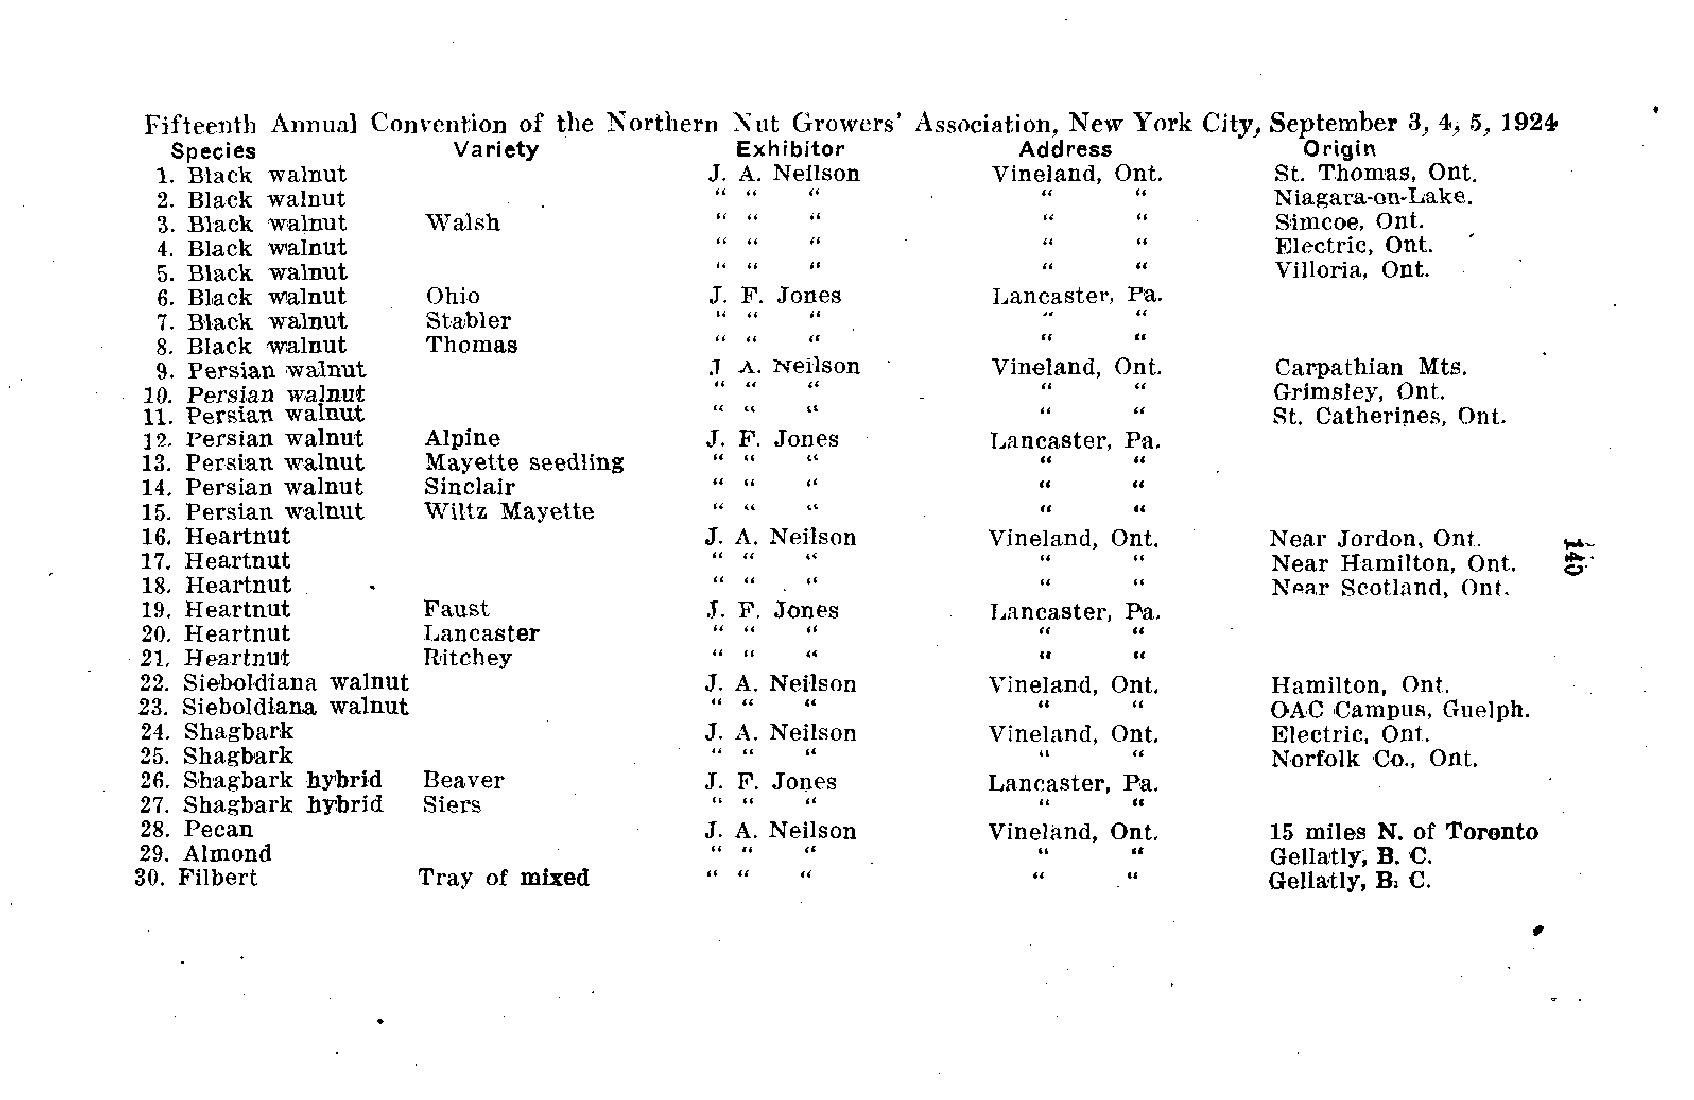 Fifteenth Annual Convention of the Northern Nut Growers' Association, New York City, September 3, 4, 5, 1924
Species Variety Exhibitor Address Origin
1. Black walnut J. A. Neilson Vineland, Ont. St. Thomas, Ont.
2. Black walnut " " " " " Niagara-on-Lake.
3. Black walnut Walsh " " " " " Simcoe, Ont.
4. Black walnut " " " " " Electric, Ont.
5. Black walnut " " " " " Villoria, Ont.
6. Black walnut Ohio J. F. Jones Lancaster, Pa.
7. Black walnut Stabler " " " " "
8. Black walnut Thomas " " " " "
9. Persian walnut J A. Neilson Vineland, Ont. Carpathian Mts.
10. Persian walnut " " " " " Grimsley, Ont.
11. Persian walnut " " " " " St. Catherines, Ont.
12. Persian walnut Alpine J. F. Jones Lancaster, Pa.
13. Persian walnut Mayette seedling " " " " "
14. Persian walnut Sinclair " " " " "
15. Persian walnut Wiltz Mayette " " " " "
16. Heartnut J. A. Neilson Vineland, Ont. Near Jordon, Ont.
17. Heartnut " " " " " Near Hamilton, Ont.
18. Heartnut " " " " " Near Scotland, Ont.
19. Heartnut Faust J. F. Jones Lancaster, Pa.
20. Heartnut Lancaster " " " " "
21. Heartnut Ritchey " " " " "
22. Sieboldiana walnut J. A. Neilson Vineland, Ont. Hamilton, Ont.
23. Sieboldiana walnut " " " " " OAC Campus, Guelph.
24. Shagbark J. A. Neilson Vineland, Ont. Electric, Ont.
25. Shagbark " " " " " Norfolk Co., Ont.
26. Shagbark hybrid Beaver J. F. Jones Lancaster, Pa.
27. Shagbark hybrid Siers " " " " "
28. Pecan J. A. Neilson Vineland, Ont. 15 miles N. of Toronto
29. Almond " " " " " Gellatly, B. C.
30. Filbert Tray of mixed " " " " " Gellatly, B. C.
145